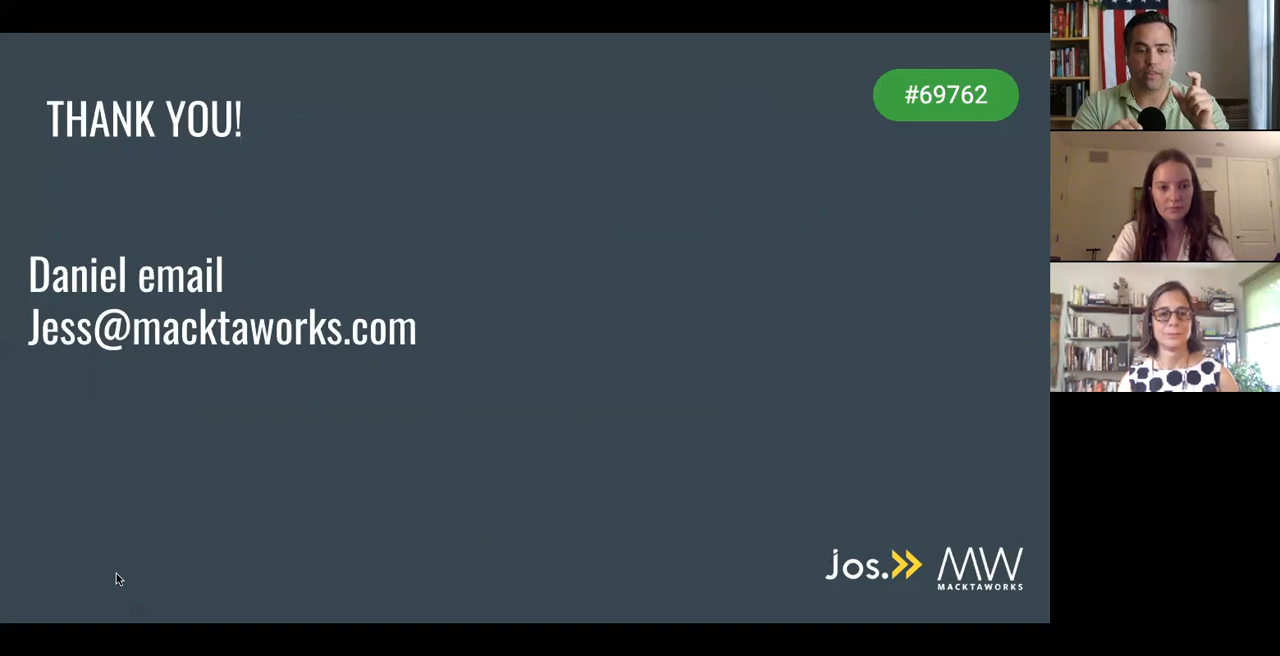 THANK YOU!
#69762
Daniel email
Jess@macktaworks.com
Jos.
MW
MACKTAWORKS